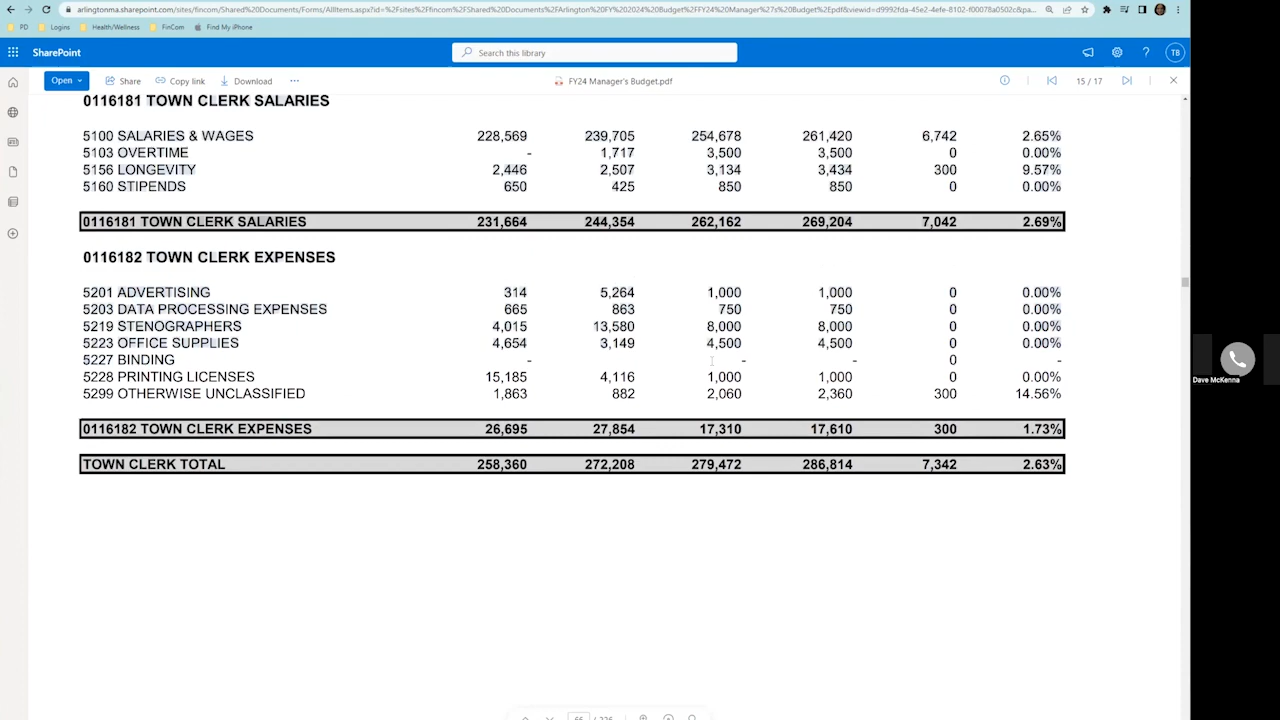 arlingtonma.sharepoint.com/sites/fincom/Shared%20Documents/Forms/AllItems.aspx?id=%2Fsites%2Ffincom%2FShared%20Documents%2FArlington%20FY%202024%20Budget%2FFY24%20Manager%27s%20Budget%2Epdf&viewid=d9992fda-45e2-4efe-8102-f00078a0502c&pa...
PD Logins Health/Wellness FinCom Find My iPhone
SharePoint Search this library ? TB
Open Share Copy link Download ... FY24 Manager's Budget.pdf 15 / 17
0116181 TOWN CLERK SALARIES
5100 SALARIES & WAGES 228,569 239,705 254,678 261,420 6,742 2.65%
5103 OVERTIME - 1,717 3,500 3,500 0 0.00%
5156 LONGEVITY 2,446 2,507 3,134 3,434 300 9.57%
5160 STIPENDS 650 425 850 850 0 0.00%
0116181 TOWN CLERK SALARIES 231,664 244,354 262,162 269,204 7,042 2.69%
0116182 TOWN CLERK EXPENSES
5201 ADVERTISING 314 5,264 1,000 1,000 0 0.00%
5203 DATA PROCESSING EXPENSES 665 863 750 750 0 0.00%
5219 STENOGRAPHERS 4,015 13,580 8,000 8,000 0 0.00%
5223 OFFICE SUPPLIES 4,654 3,149 4,500 4,500 0 0.00%
5227 BINDING - - - 0 -
5228 PRINTING LICENSES 15,185 4,116 1,000 1,000 0 0.00%
5299 OTHERWISE UNCLASSIFIED 1,863 882 2,060 2,360 300 14.56%
0116182 TOWN CLERK EXPENSES 26,695 27,854 17,310 17,610 300 1.73%
TOWN CLERK TOTAL 258,360 272,208 279,472 286,814 7,342 2.63%
Dave McKenna